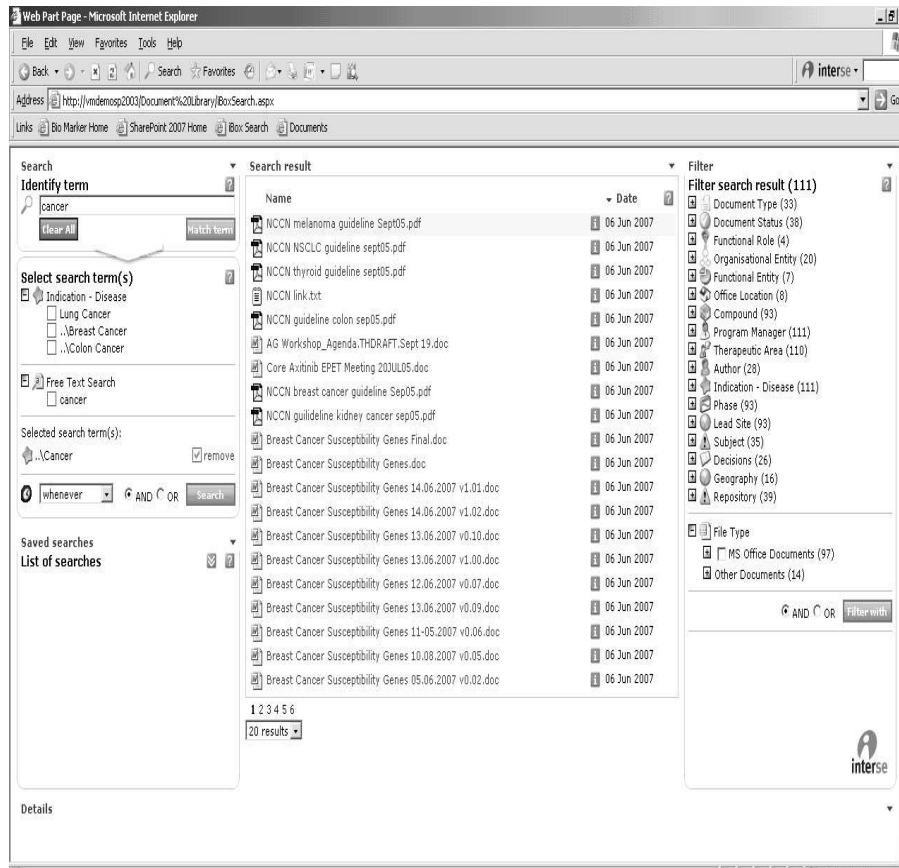 Web Part Page - Microsoft Internet Explorer
File Edit View Favorites Tools Help
Back Search Favorites
interse
Address http://vmdemosp2003/Document%20Library/iBoxSearch.aspx Go
Links Bio Marker Home SharePoint 2007 Home iBox Search Documents
Search
Identify term
cancer
Clear All Match term
Select search term(s)
Indication - Disease
Lung Cancer
..\Breast Cancer
..\Colon Cancer
Free Text Search
cancer
Selected search term(s):
..\Cancer remove
whenever AND OR Search
Saved searches
List of searches
Search result
Name Date
NCCN melanoma guideline Sept05.pdf 06 Jun 2007
NCCN NSCLC guideline sept05.pdf 06 Jun 2007
NCCN thyroid guideline sept05.pdf 06 Jun 2007
NCCN link.txt 06 Jun 2007
NCCN guideline colon sep05.pdf 06 Jun 2007
AG Workshop_Agenda.THDRAFT.Sept 19.doc 06 Jun 2007
Core Axitinib EPET Meeting 20JUL05.doc 06 Jun 2007
NCCN breast cancer guideline Sep05.pdf 06 Jun 2007
NCCN guilideline kidney cancer sep05.pdf 06 Jun 2007
Breast Cancer Susceptibility Genes Final.doc 06 Jun 2007
Breast Cancer Susceptibility Genes.doc 06 Jun 2007
Breast Cancer Susceptibility Genes 14.06.2007 v1.01.doc 06 Jun 2007
Breast Cancer Susceptibility Genes 14.06.2007 v1.02.doc 06 Jun 2007
Breast Cancer Susceptibility Genes 13.06.2007 v0.10.doc 06 Jun 2007
Breast Cancer Susceptibility Genes 13.06.2007 v1.00.doc 06 Jun 2007
Breast Cancer Susceptibility Genes 12.06.2007 v0.07.doc 06 Jun 2007
Breast Cancer Susceptibility Genes 13.06.2007 v0.09.doc 06 Jun 2007
Breast Cancer Susceptibility Genes 11-05.2007 v0.06.doc 06 Jun 2007
Breast Cancer Susceptibility Genes 10.08.2007 v0.05.doc 06 Jun 2007
Breast Cancer Susceptibility Genes 05.06.2007 v0.02.doc 06 Jun 2007
1 2 3 4 5 6
20 results
Filter
Filter search result (111)
Document Type (33)
Document Status (38)
Functional Role (4)
Organisational Entity (20)
Functional Entity (7)
Office Location (8)
Compound (93)
Program Manager (111)
Therapeutic Area (110)
Author (28)
Indication - Disease (111)
Phase (93)
Lead Site (93)
Subject (35)
Decisions (26)
Geography (16)
Repository (39)
File Type
MS Office Documents (97)
Other Documents (14)
AND OR Filter with
interse
Details